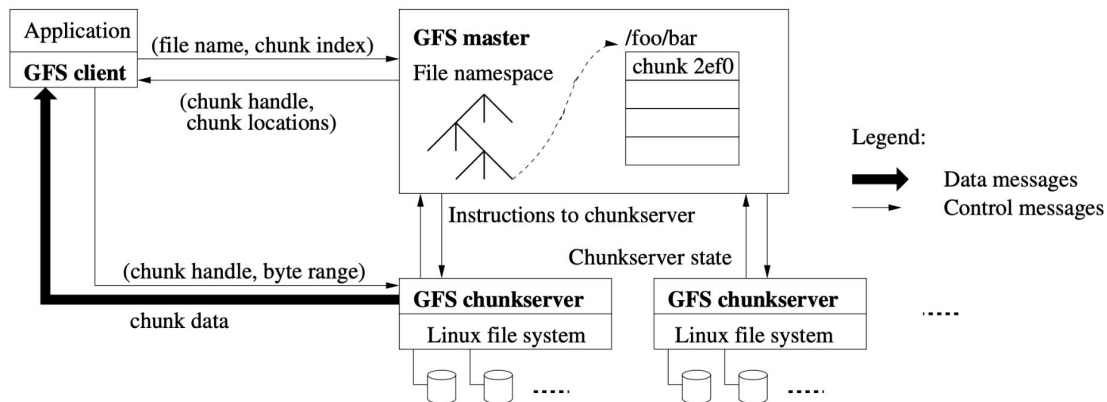 Application
GFS client
(file name, chunk index)
(chunk handle,
chunk locations)
GFS master
File namespace
/foo/bar
chunk 2ef0
Legend:
Data messages
Control messages
Instructions to chunkserver
Chunkserver state
(chunk handle, byte range)
chunk data
GFS chunkserver
Linux file system
GFS chunkserver
Linux file system